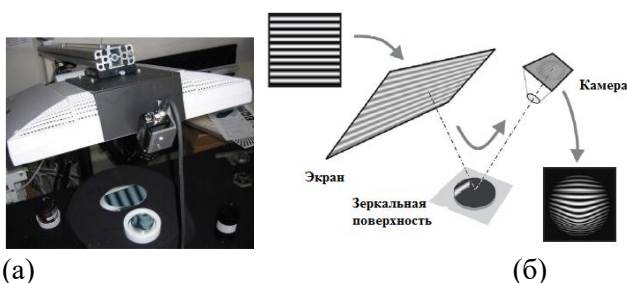 Камера
Экран
Зеркальная
поверхность
(а)
(б)